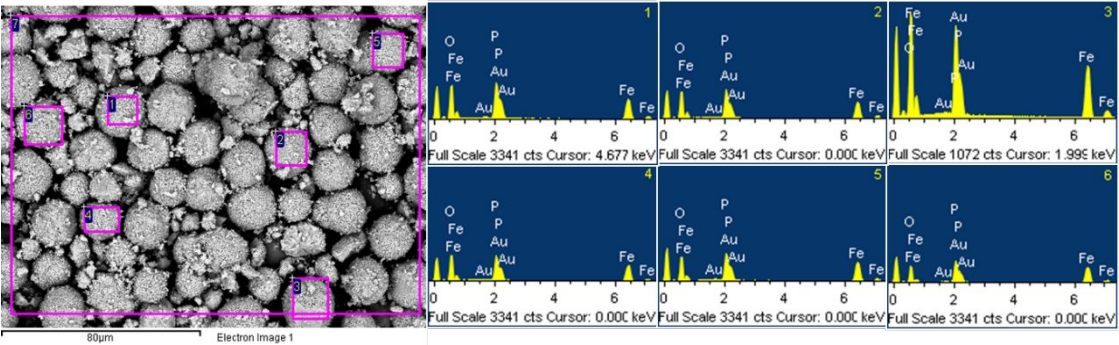 7
5
1
6
2
4
3
80µm
Electron Image 1
1
O
Fe
Fe
P
P
Au
Au
Au
Fe
Fe
0 2 4 6
Full Scale 3341 cts Cursor: 4.677 keV
2
O
Fe
Fe
P
P
Au
Au
Au
Fe
Fe
0 2 4 6
Full Scale 3341 cts Cursor: 0.000 keV
3
Fe
Fe
O
Au
P
Au
Au
Fe
Fe
0 2 4 6
Full Scale 1072 cts Cursor: 1.999 keV
4
O
Fe
Fe
P
P
Au
Au
Au
Fe
Fe
0 2 4 6
Full Scale 3341 cts Cursor: 0.000 keV
5
O
Fe
Fe
P
P
Au
Au
Au
Fe
Fe
0 2 4 6
Full Scale 3341 cts Cursor: 0.000 keV
6
O
Fe
Fe
P
P
Au
Au
Au
Fe
Fe
0 2 4 6
Full Scale 3341 cts Cursor: 0.000 keV